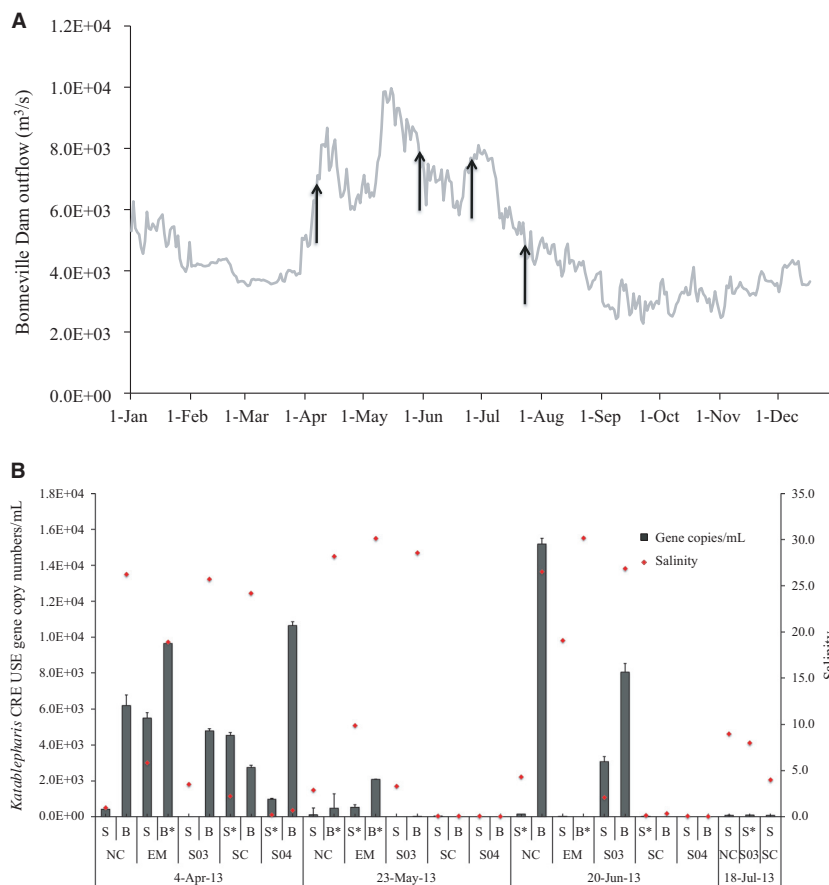 A
1.2E+04
1.0E+04
8.0E+03
6.0E+03
4.0E+03
2.0E+03
0.0E+00
Bonneville Dam outflow (m³/s)
1-Jan 1-Feb 1-Mar 1-Apr 1-May 1-Jun 1-Jul 1-Aug 1-Sep 1-Oct 1-Nov 1-Dec
B
1.8E+04
1.6E+04
1.4E+04
1.2E+04
1.0E+04
8.0E+03
6.0E+03
4.0E+03
2.0E+03
0.0E+00
Katablepharis CRE USE gene copy numbers/mL
Gene copies/mL
Salinity
35.0
30.0
25.0
20.0
15.0
10.0
5.0
0.0
Salinity
S B S B* S B S* B S* B S B* S* B* S B S B S B S* B S B* S B S* B S B S S* S
NC EM S03 SC S04 NC EM S03 SC S04 NC EM S03 SC S04 NC S03 SC
4-Apr-13 23-May-13 20-Jun-13 18-Jul-13